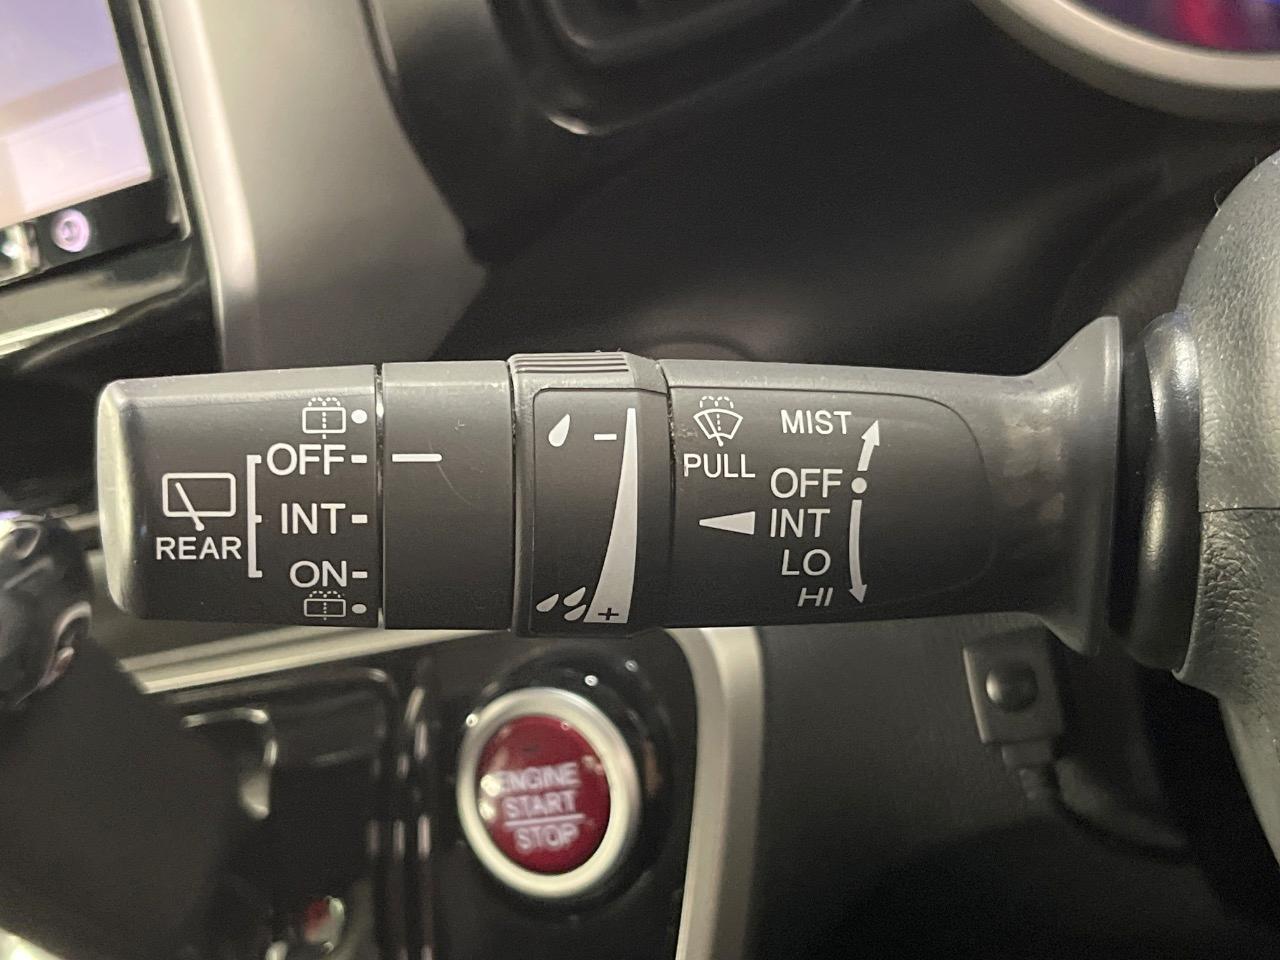 OFF
INT
ON
REAR
−
+
PULL
MIST
OFF
INT
LO
HI
ENGINE
START
STOP